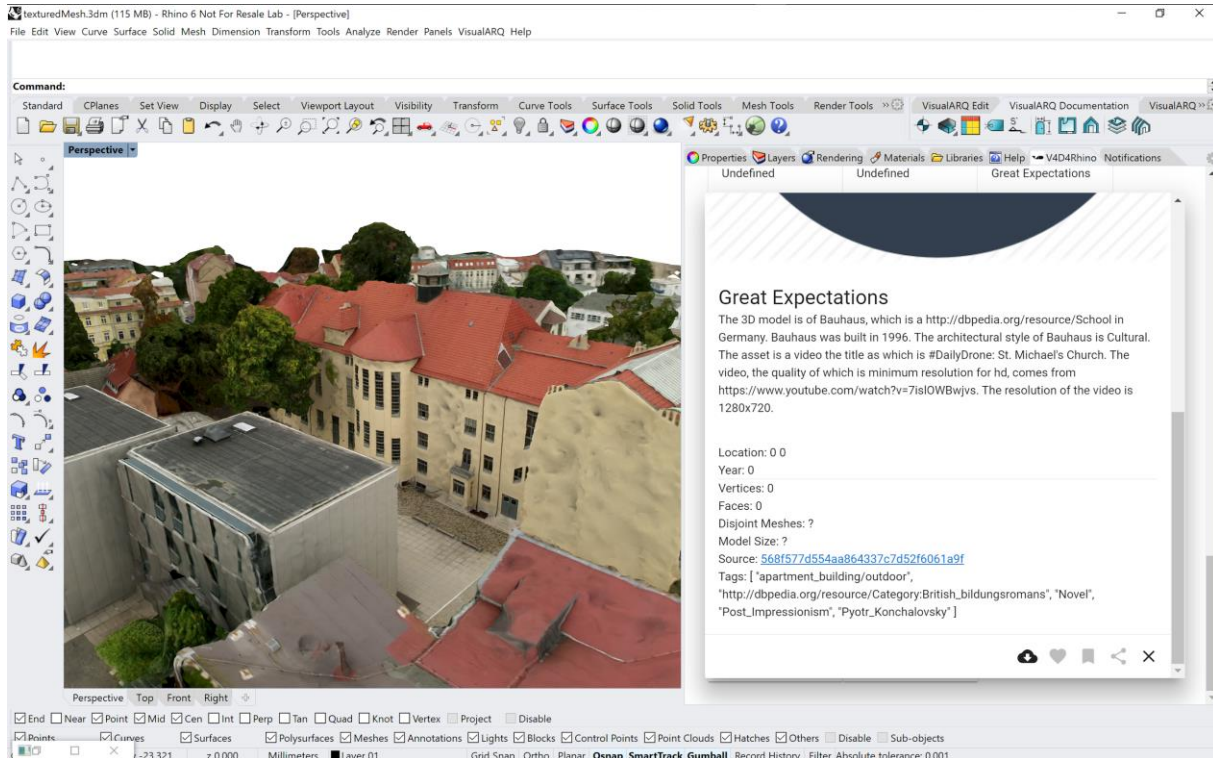 texturedMesh.3dm (115 MB) - Rhino 6 Not For Resale Lab - [Perspective]
File Edit View Curve Surface Solid Mesh Dimension Transform Tools Analyze Render Panels VisualARQ Help
Command:
Standard CPlanes Set View Display Select Viewport Layout Visibility Transform Curve Tools Surface Tools Solid Tools Mesh Tools Render Tools VisualARQ Edit VisualARQ Documentation VisualARQ
Perspective
Properties Layers Rendering Materials Libraries Help V4D4Rhino Notifications
Undefined Undefined Great Expectations
Great Expectations
The 3D model is of Bauhaus, which is a http://dbpedia.org/resource/School in
Germany. Bauhaus was built in 1996. The architectural style of Bauhaus is Cultural.
The asset is a video the title as which is #DailyDrone: St. Michael's Church. The
video, the quality of which is minimum resolution for hd, comes from
https://www.youtube.com/watch?v=7islOWBwjvs. The resolution of the video is
1280x720.
Location: 0 0
Year: 0
Vertices: 0
Faces: 0
Disjoint Meshes: ?
Model Size: ?
Source: 568f577d554aa864337c7d52f6061a9f
Tags: [ "apartment_building/outdoor",
"http://dbpedia.org/resource/Category:British_bildungsromans", "Novel",
"Post_Impressionism", "Pyotr_Konchalovsky" ]
Perspective Top Front Right
End Near Point Mid Cen Int Perp Tan Quad Knot Vertex Project Disable
Points Curves Surfaces Polysurfaces Meshes Annotations Lights Blocks Control Points Point Clouds Hatches Others Disable Sub-objects
-23.321 z 0.000 Millimeters Layer 01 Grid Snap Ortho Planar Osnap SmartTrack Gumball Record History Filter Absolute tolerance: 0.001